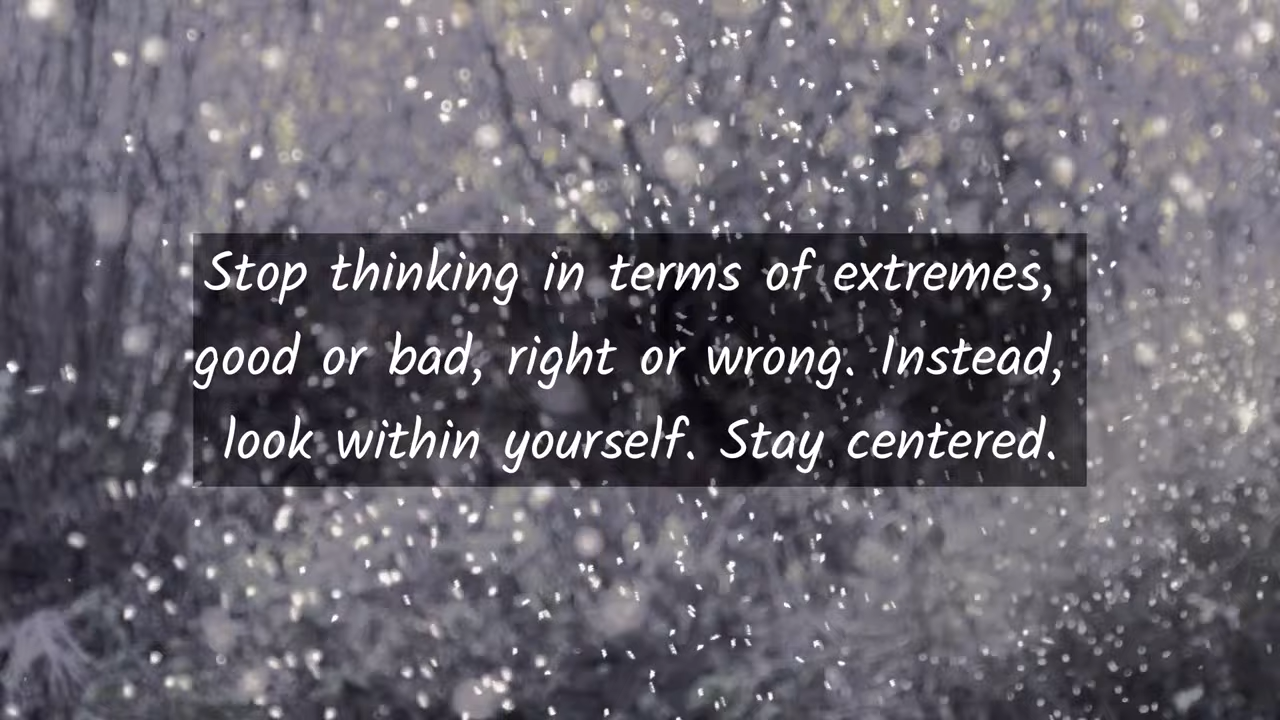 Stop thinking in terms of extremes,
good or bad, right or wrong. Instead,
look within yourself. Stay centered.